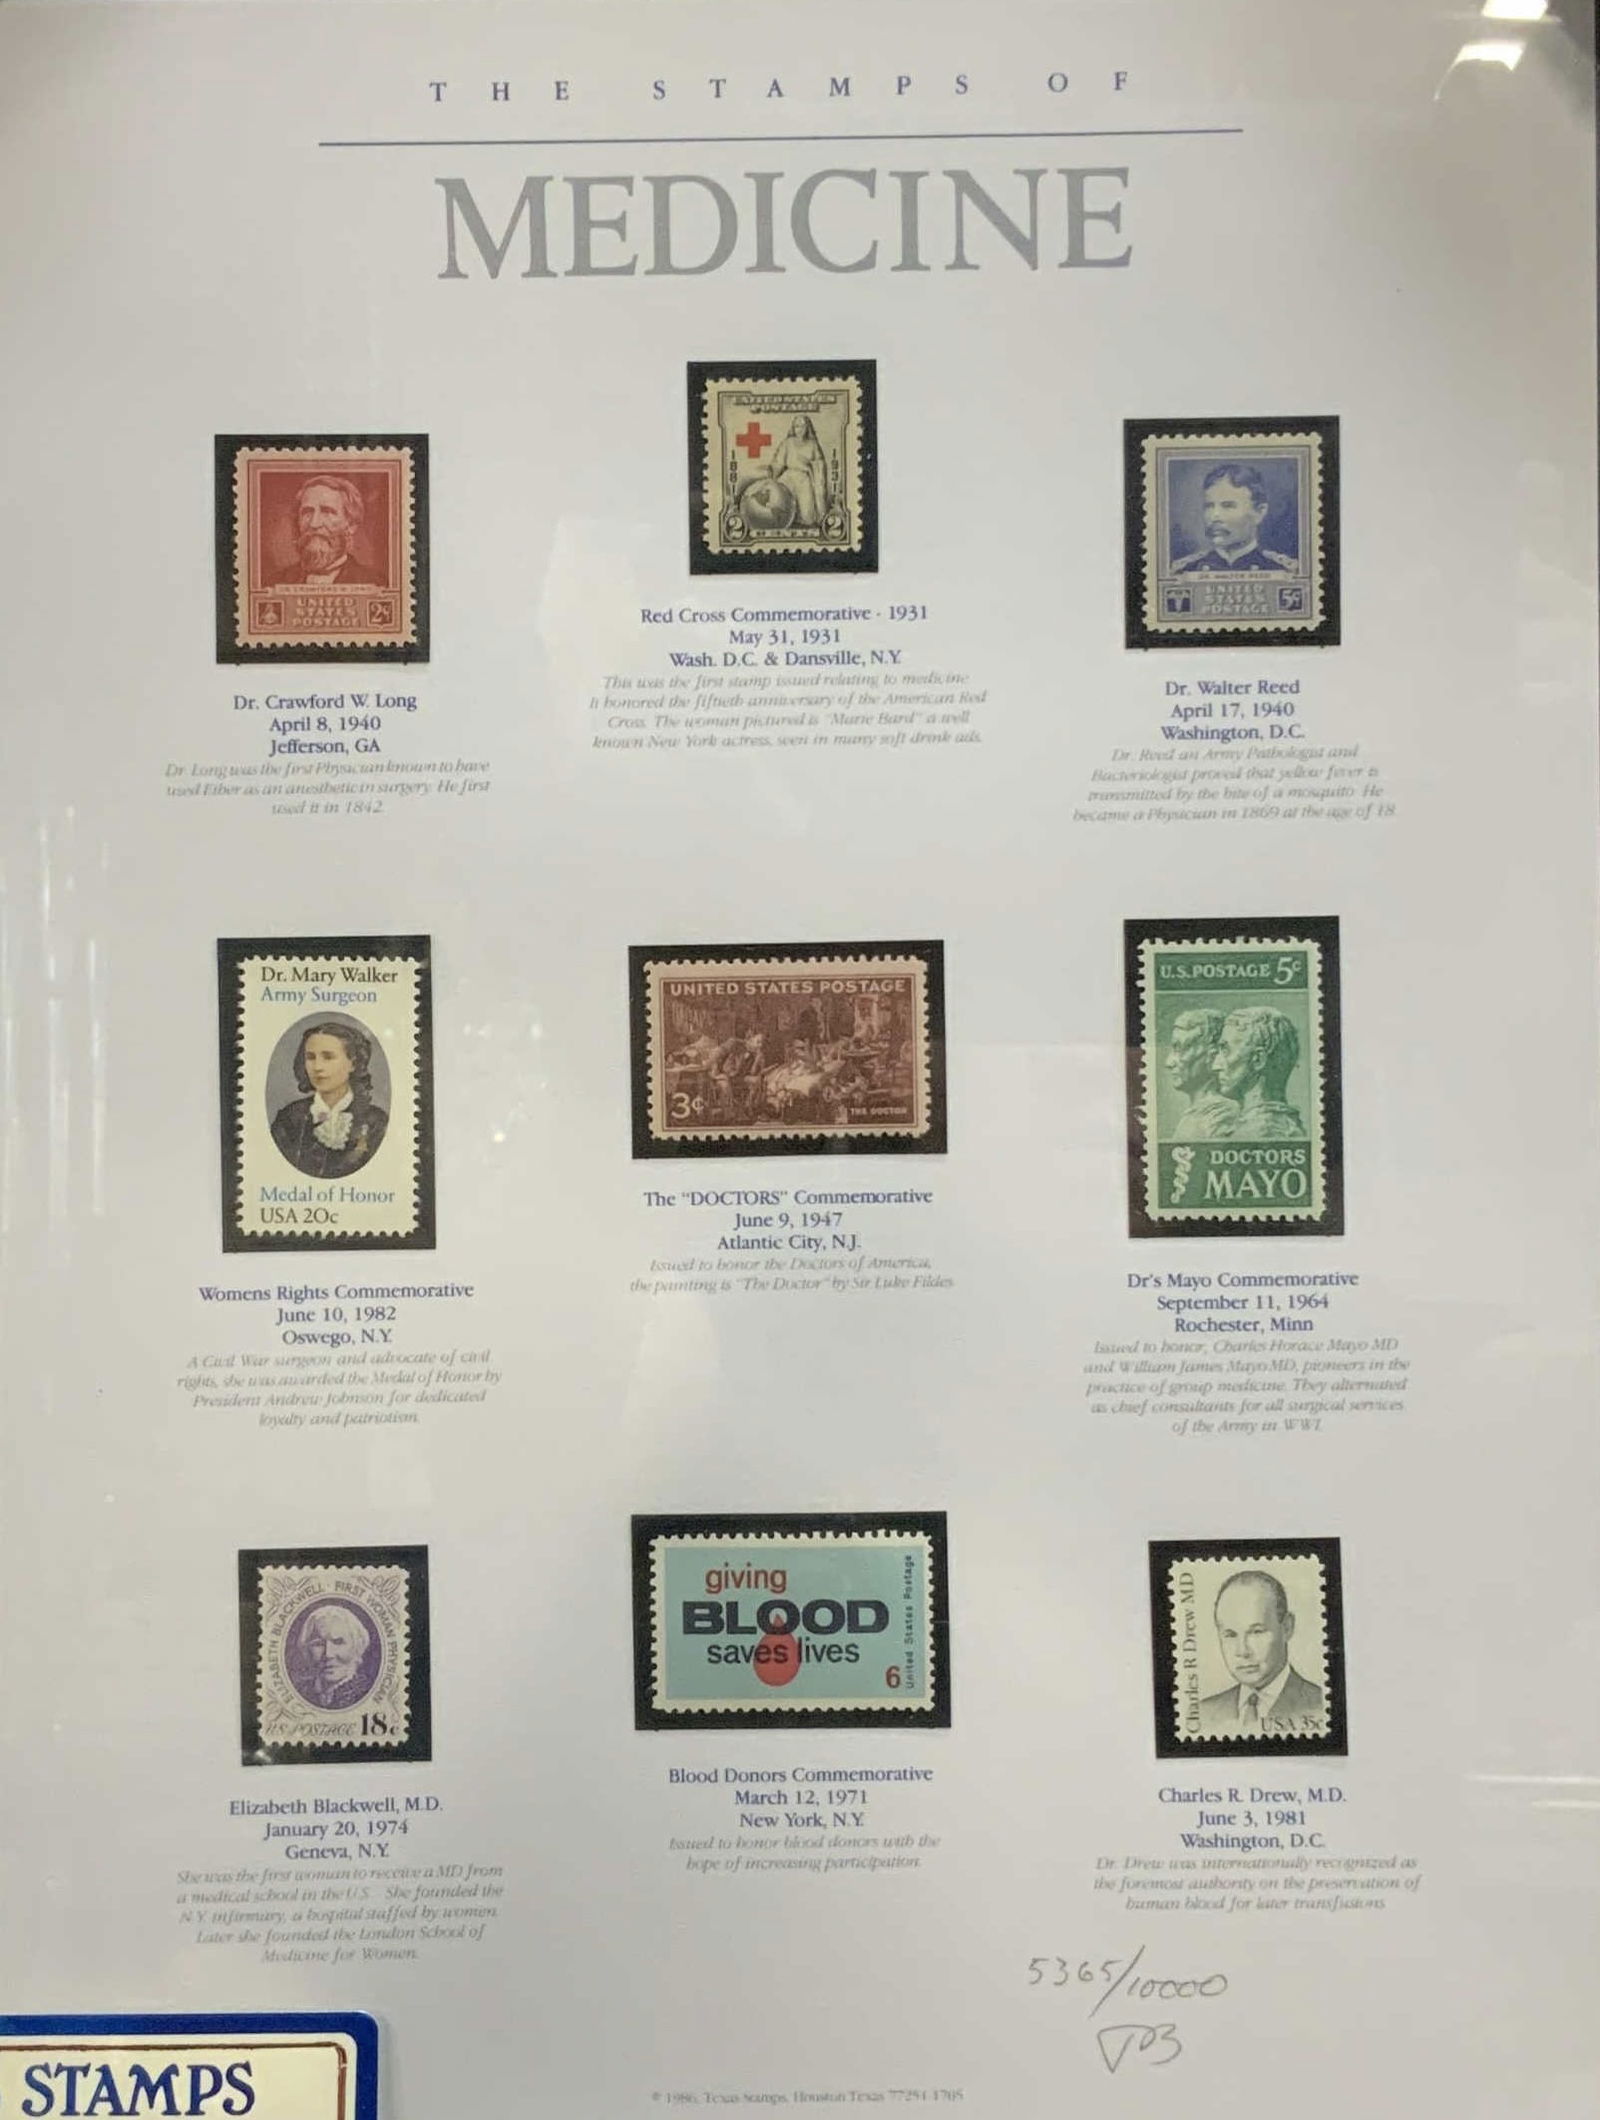 THE STAMPS OF
MEDICINE
UNITED STATES
POSTAGE
1881
1931
2 CENTS 2
Red Cross Commemorative - 1931
May 31, 1931
Wash. D.C. & Dansville, N.Y.
This was the first stamp issued relating to medicine.
It honored the fiftieth anniversary of the American Red
Cross. The woman pictured is "Marie Bard" a well
known New York actress, seen in many soft drink ads.
DR. CRAWFORD W. LONG
UNITED
STATES
POSTAGE
2¢
Dr. Crawford W. Long
April 8, 1940
Jefferson, GA
Dr. Long was the first Physician known to have
used Ether as an anesthetic in surgery. He first
used it in 1842.
DR. WALTER REED
UNITED
STATES
POSTAGE
5¢
Dr. Walter Reed
April 17, 1940
Washington, D.C.
Dr. Reed an Army Pathologist and
Bacteriologist proved that yellow fever is
transmitted by the bite of a mosquito. He
became a Physician in 1869 at the age of 18.
Dr. Mary Walker
Army Surgeon
Medal of Honor
USA 20c
Womens Rights Commemorative
June 10, 1982
Oswego, N.Y.
A Civil War surgeon and advocate of civil
rights, she was awarded the Medal of Honor by
President Andrew Johnson for dedicated
loyalty and patriotism.
UNITED STATES POSTAGE
3¢
THE DOCTOR
The "DOCTORS" Commemorative
June 9, 1947
Atlantic City, N.J.
Issued to honor the Doctors of America,
the painting is "The Doctor" by Sir Luke Fildes
U.S. POSTAGE 5¢
DOCTORS
MAYO
Dr's Mayo Commemorative
September 11, 1964
Rochester, Minn
Issued to honor, Charles Horace Mayo MD
and William James Mayo MD, pioneers in the
practice of group medicine. They alternated
as chief consultants for all surgical services
of the Army in WWI.
ELIZABETH BLACKWELL · FIRST WOMAN PHYSICIAN
U.S. POSTAGE 18c
Elizabeth Blackwell, M.D.
January 20, 1974
Geneva, N.Y.
She was the first woman to receive a MD from
a medical school in the U.S. She founded the
N.Y. infirmary, a hospital staffed by women.
Later she founded the London School of
Medicine for Women.
giving
BLOOD
saves lives
6
United States Postage
Blood Donors Commemorative
March 12, 1971
New York, N.Y.
Issued to honor blood donors with the
hope of increasing participation.
Charles R Drew MD
USA 35c
Charles R. Drew, M.D.
June 3, 1981
Washington, D.C.
Dr. Drew was internationally recognized as
the foremost authority on the preservation of
human blood for later transfusions
5365/10000
© 1986, Texas Stamps, Houston Texas 77251-1705
STAMPS